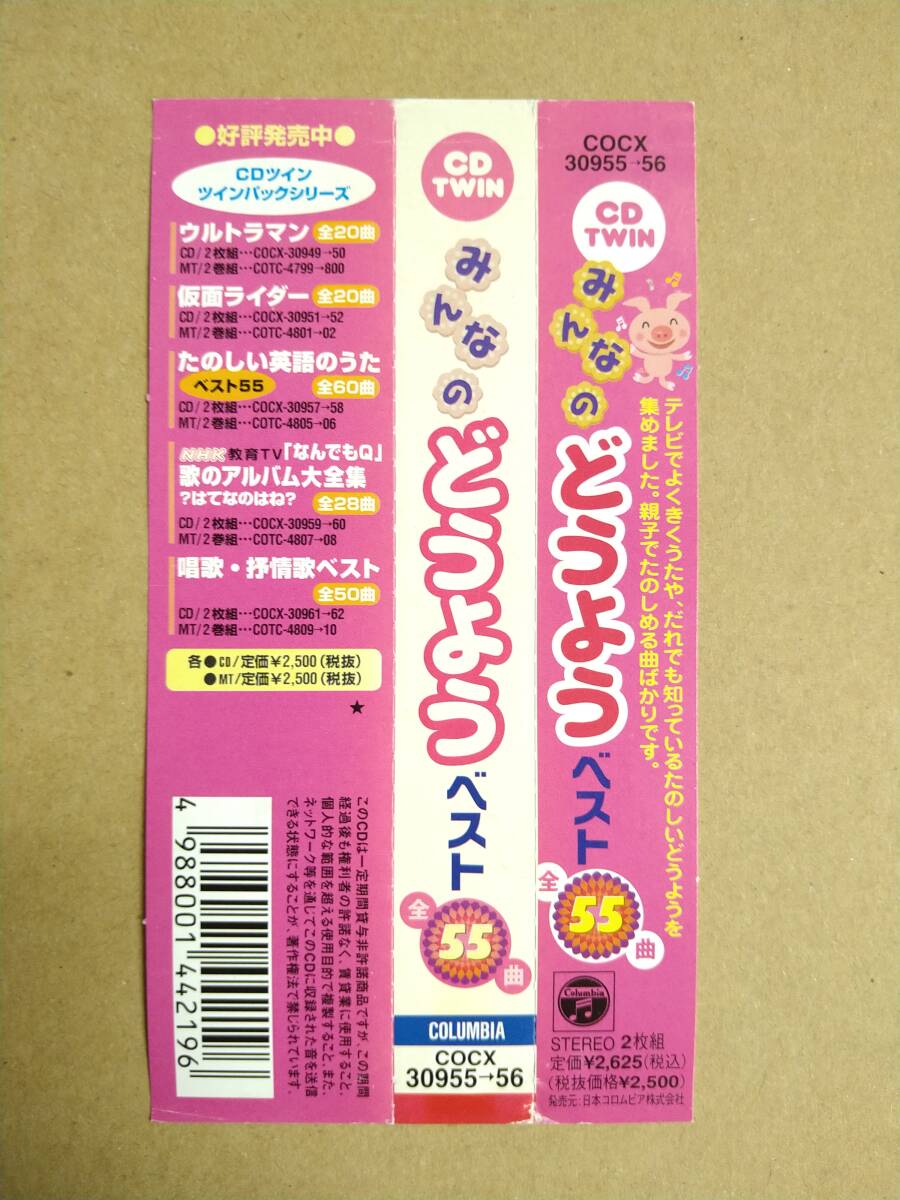 ●好評発売中●
CDツイン
ツインパックシリーズ
ウルトラマン 全20曲
CD/2枚組…COCX-30949→50
MT/2巻組…COTC-4799→800
仮面ライダー 全20曲
CD/2枚組…COCX-30951→52
MT/2巻組…COTC-4801→02
たのしい英語のうた
ベスト55 全60曲
CD/2枚組…COCX-30957→58
MT/2巻組…COTC-4805→06
NHK教育TV「なんでもQ」
歌のアルバム大全集
?はてなのはね? 全28曲
CD/2枚組…COCX-30959→60
MT/2巻組…COTC-4807→08
唱歌・抒情歌ベスト
全50曲
CD/2枚組…COCX-30961→62
MT/2巻組…COTC-4809→10
各●CD/定価¥2,500(税抜)
●MT/定価¥2,500(税抜)
★
4 988001 442196
このCDは一定期間貸与非許諾商品ですが、この期間
経過後も権利者の許諾なく、賃貸業に使用すること、
個人的な範囲を超える使用目的で複製すること、また、
ネットワーク等を通じてこのCDに収録された音を送信
できる状態にすることが、著作権法で禁じられています。
CD
TWIN
みんなの
どうよう
ベスト
全55曲
COLUMBIA
COCX
30955→56
COCX
30955→56
CD
TWIN
みんなの
どうよう
ベスト
全55曲
テレビでよくきくうたや、だれでも知っているたのしいどうようを
集めました。親子でたのしめる曲ばかりです。
Columbia
STEREO 2枚組
定価¥2,625(税込)
(税抜価格¥2,500)
発売元:日本コロムビア株式会社